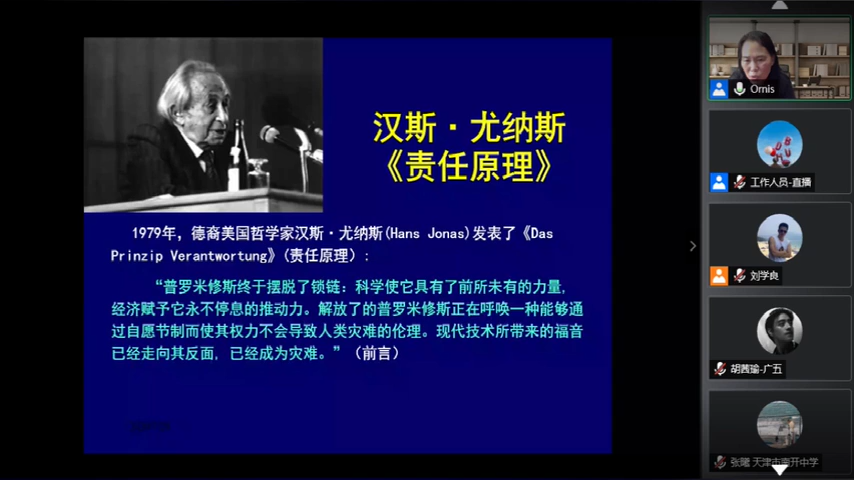 汉斯·尤纳斯
《责任原理》
1979年，德裔美国哲学家汉斯·尤纳斯(Hans Jonas)发表了《Das
Prinzip Verantwortung》(责任原理）：
“普罗米修斯终于摆脱了锁链：科学使它具有了前所未有的力量，
经济赋予它永不停息的推动力。解放了的普罗米修斯正在呼唤一种能够通
过自愿节制而使其权力不会导致人类灾难的伦理。现代技术所带来的福音
已经走向其反面，已经成为灾难。”（前言）
Ornis
工作人员-直播
刘学良
胡茜瑜-广五
天津市南开中学